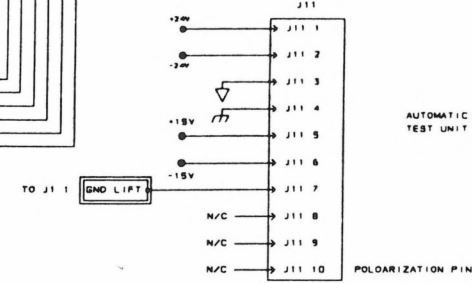 J11
+24V
J11 1
-24V
J11 2
J11 3
J11 4
AUTOMATIC
TEST UNIT
+15V
J11 5
J11 6
-15V
TO J1 1 GND LIFT
J11 7
N/C
J11 8
N/C
J11 9
N/C
J11 10
POLOARIZATION PIN